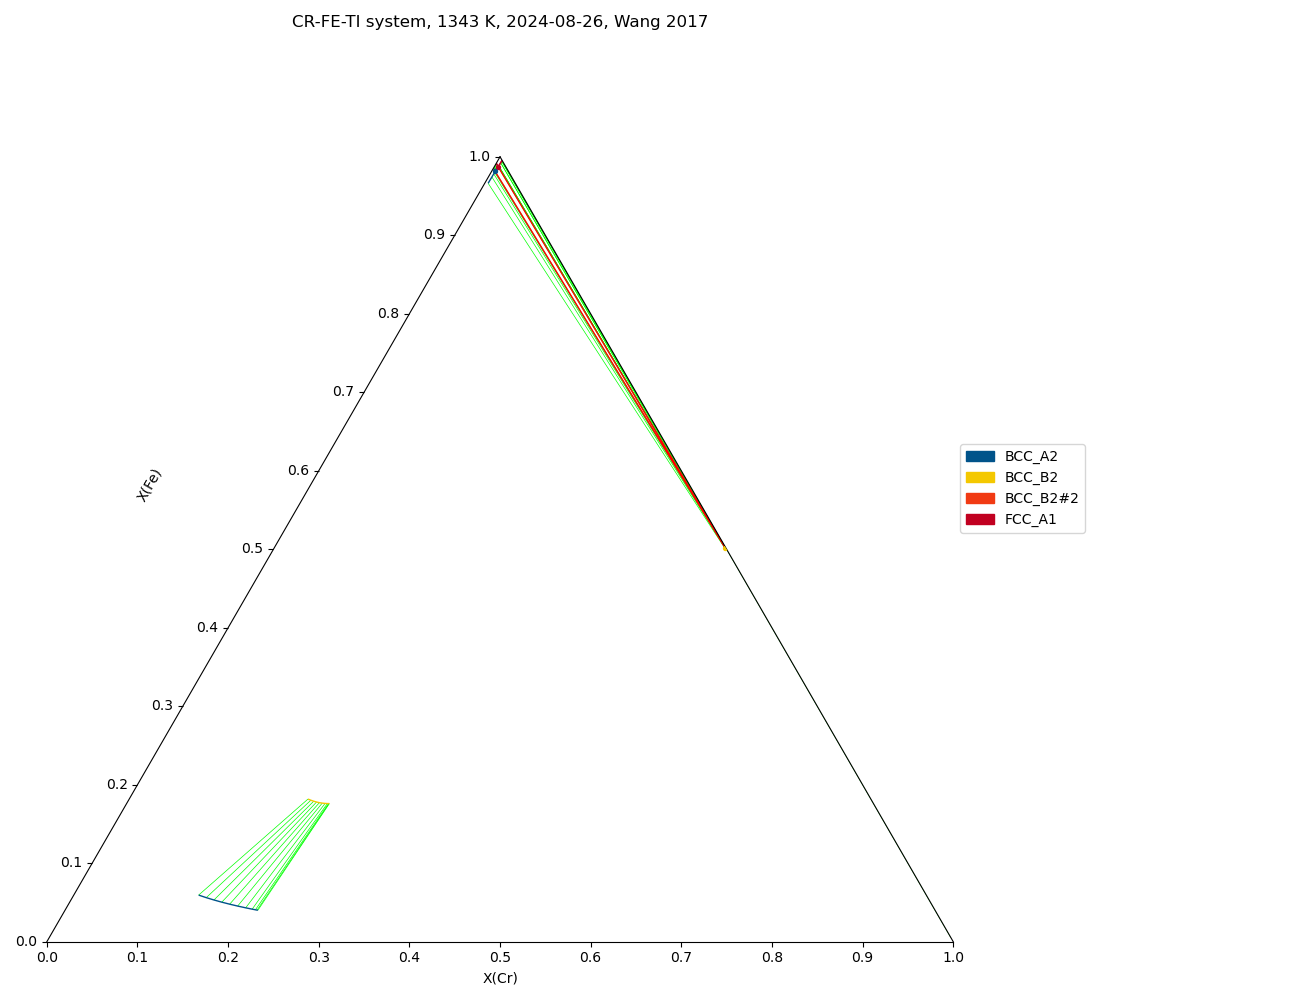 CR-FE-TI system, 1343 K, 2024-08-26, Wang 2017
1.0
0.9
0.8
0.7
0.6
0.5
0.4
0.3
0.2
0.1
0.0
X(Fe)
0.0 0.1 0.2 0.3 0.4 0.5 0.6 0.7 0.8 0.9 1.0
X(Cr)
BCC_A2
BCC_B2
BCC_B2#2
FCC_A1